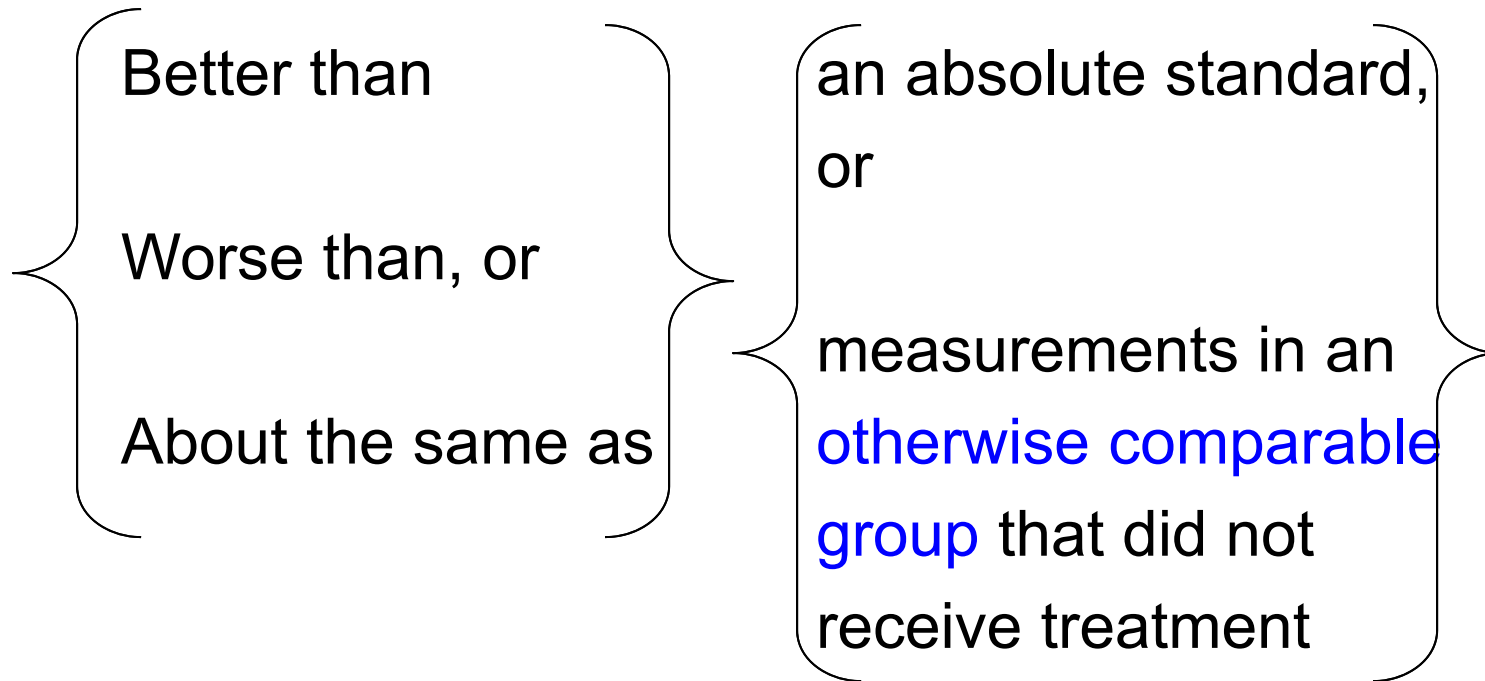 Better than
Worse than, or
About the same as
an absolute standard,
or
measurements in an
otherwise comparable
group that did not
receive treatment